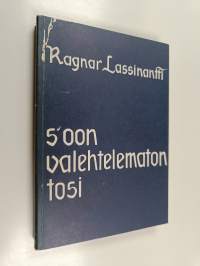 Ragnar Lassinantti
s'oon
valehtelematon
tosi